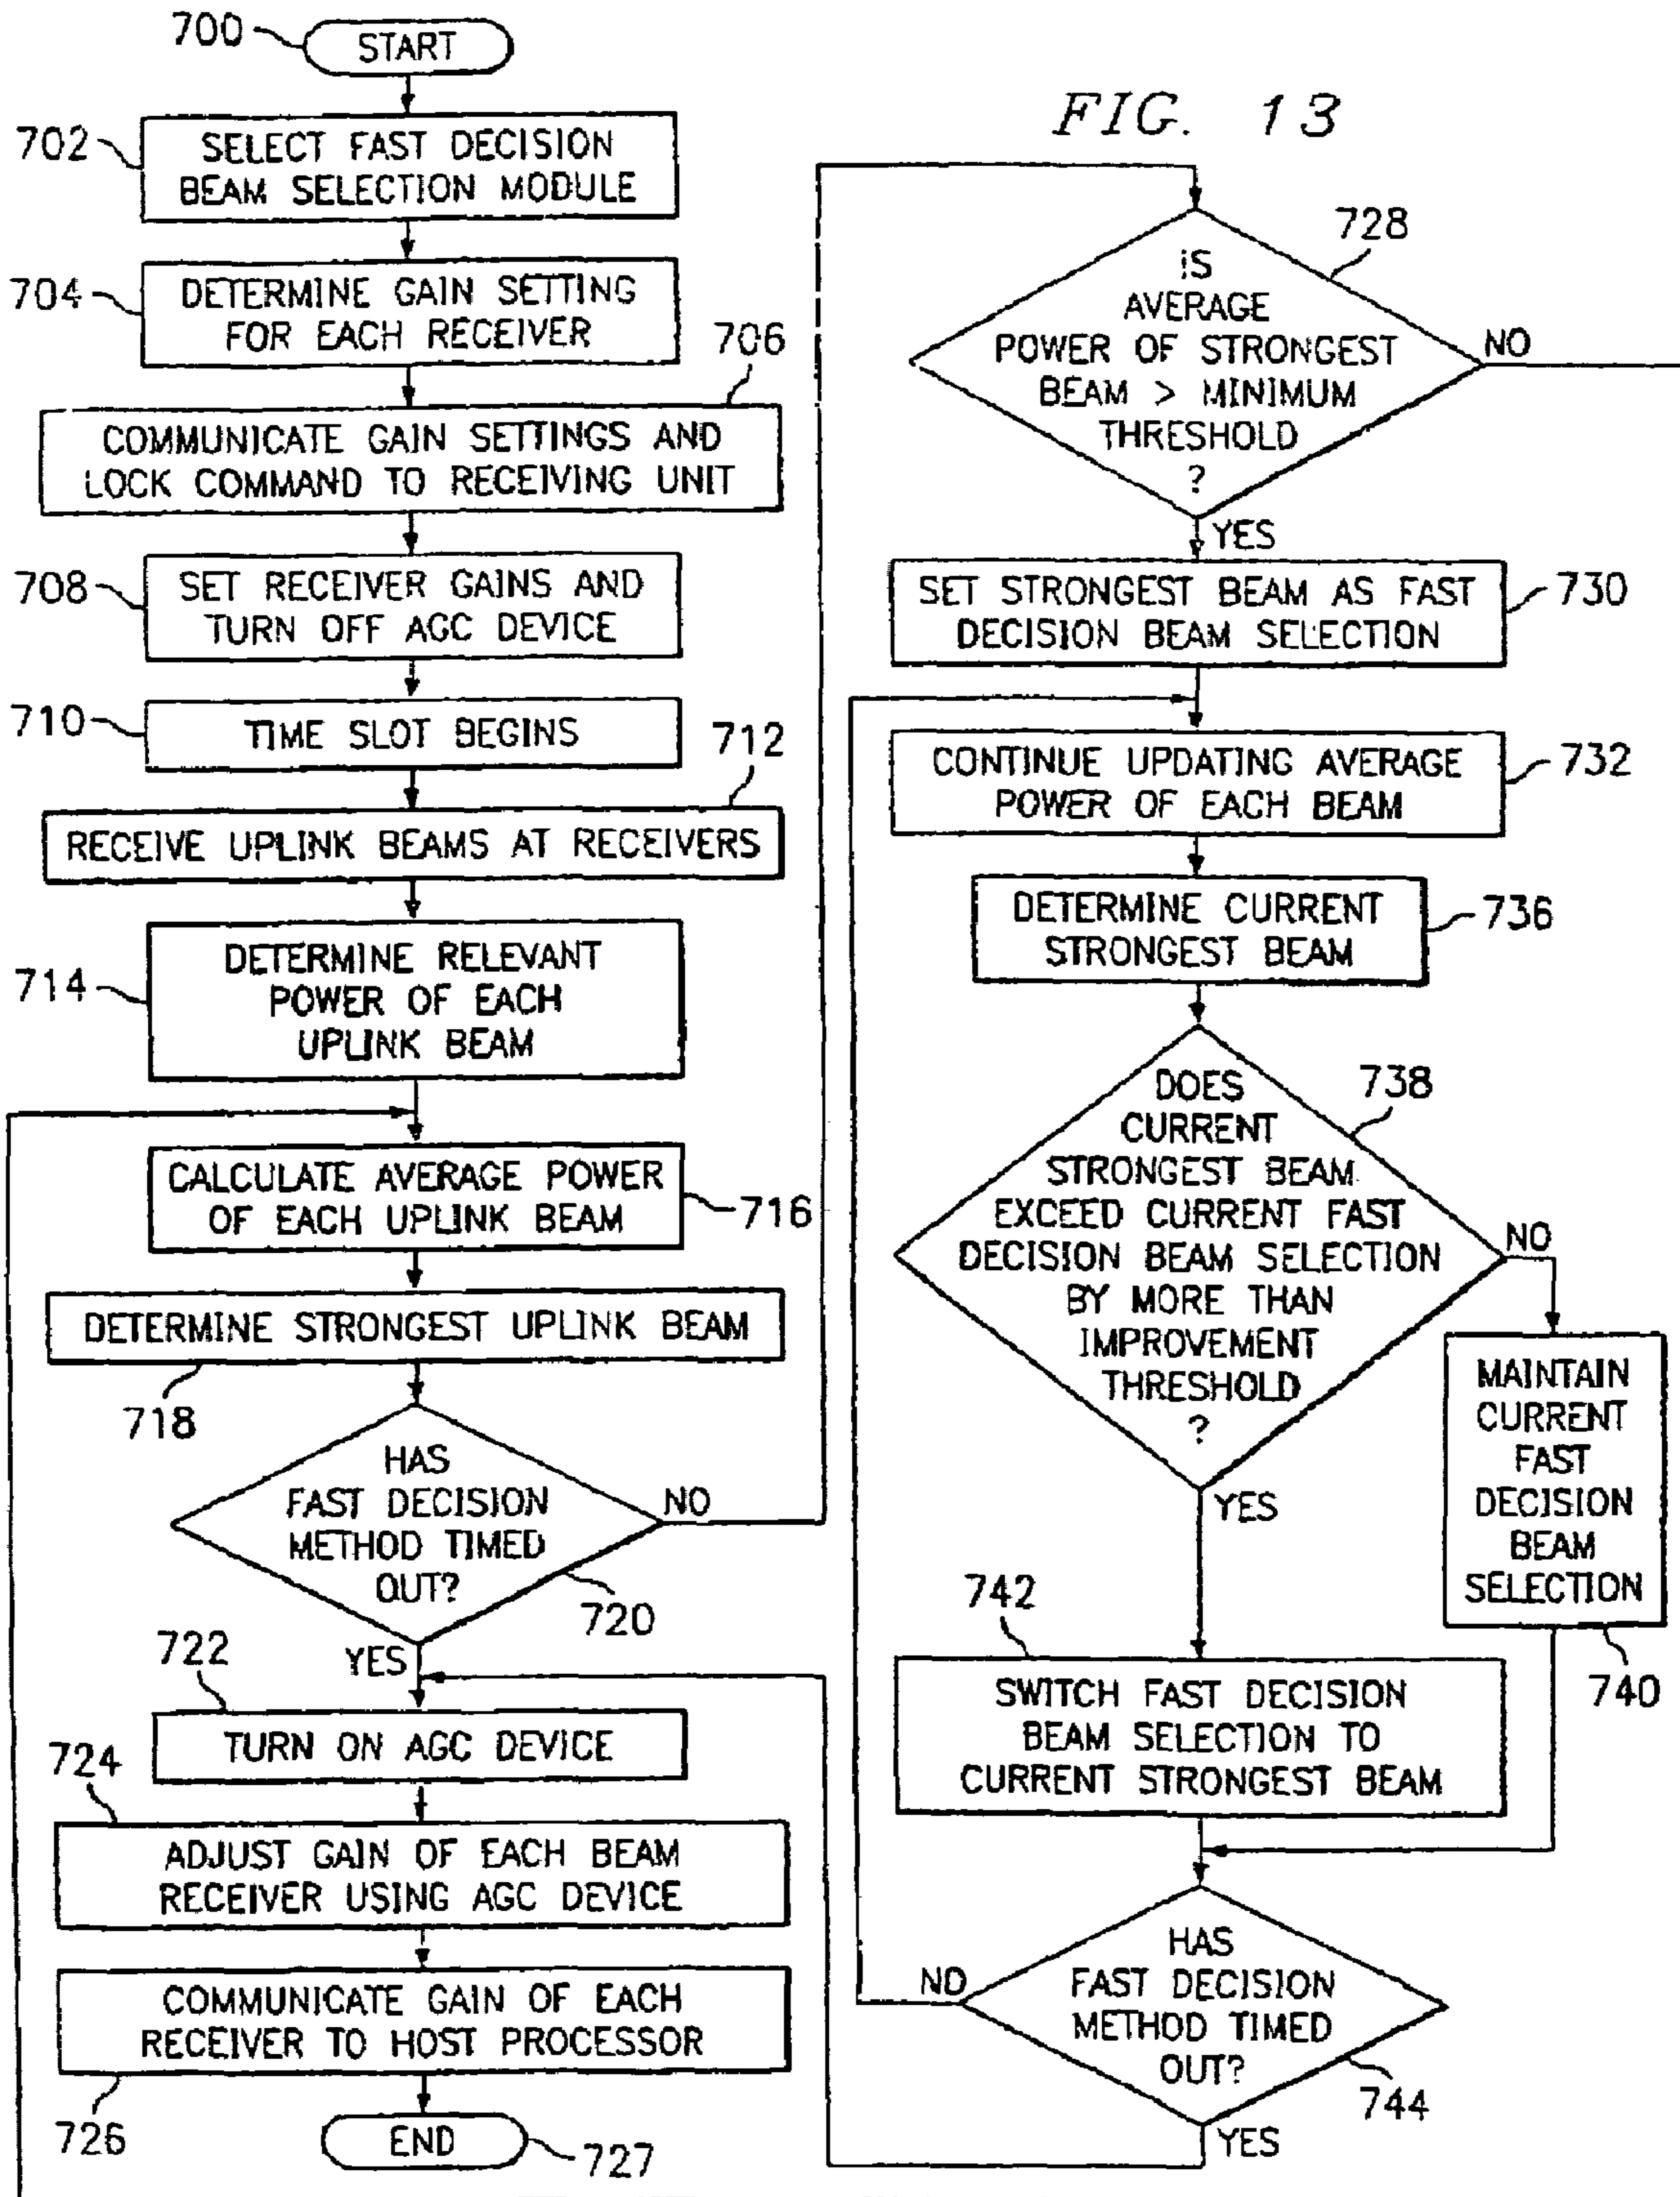 700
START
702
SELECT FAST DECISION
BEAM SELECTION MODULE
704
DETERMINE GAIN SETTING
FOR EACH RECEIVER
706
COMMUNICATE GAIN SETTINGS AND
LOCK COMMAND TO RECEIVING UNIT
708
SET RECEIVER GAINS AND
TURN OFF AGC DEVICE
710
TIME SLOT BEGINS
712
RECEIVE UPLINK BEAMS AT RECEIVERS
714
DETERMINE RELEVANT
POWER OF EACH
UPLINK BEAM
CALCULATE AVERAGE POWER
OF EACH UPLINK BEAM
716
DETERMINE STRONGEST UPLINK BEAM
718
HAS
FAST DECISION
METHOD TIMED
OUT?
NO
720
YES
722
TURN ON AGC DEVICE
724
ADJUST GAIN OF EACH BEAM
RECEIVER USING AGC DEVICE
COMMUNICATE GAIN OF EACH
RECEIVER TO HOST PROCESSOR
726
END
727
FIG. 13
728
IS
AVERAGE
POWER OF STRONGEST
BEAM > MINIMUM
THRESHOLD
?
NO
YES
SET STRONGEST BEAM AS FAST
DECISION BEAM SELECTION
730
CONTINUE UPDATING AVERAGE
POWER OF EACH BEAM
732
DETERMINE CURRENT
STRONGEST BEAM
736
738
DOES
CURRENT
STRONGEST BEAM
EXCEED CURRENT FAST
DECISION BEAM SELECTION
BY MORE THAN
IMPROVEMENT
THRESHOLD
?
NO
YES
MAINTAIN
CURRENT
FAST
DECISION
BEAM
SELECTION
740
742
SWITCH FAST DECISION
BEAM SELECTION TO
CURRENT STRONGEST BEAM
HAS
FAST DECISION
METHOD TIMED
OUT?
NO
744
YES